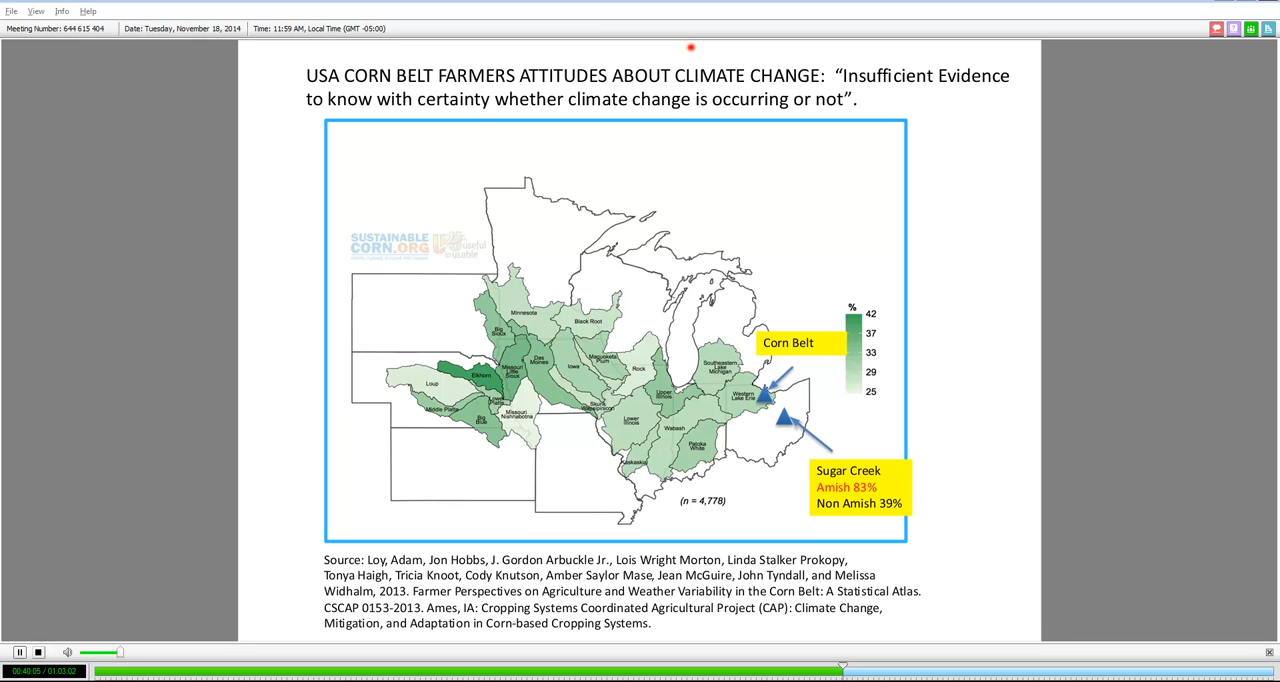 File View Info Help
Meeting Number: 644 615 404 Date: Tuesday, November 18, 2014 Time: 11:59 AM, Local Time (GMT -05:00)
USA CORN BELT FARMERS ATTITUDES ABOUT CLIMATE CHANGE: “Insufficient Evidence
to know with certainty whether climate change is occurring or not”.
SUSTAINABLE
CORN.ORG
useful
to usable
%
42
37
33
29
25
Corn Belt
Minnesota
Black Root
Big
Sioux
Missouri
Little
Sioux
Des
Moines
Iowa
Maquoketa
Plum
Rock
Southeastern
Lake
Michigan
Elkhorn
Loup
Upper
Illinois
Western
Lake Erie
Lower
Platte
Middle Platte
Missouri
Nishnabotna
Big
Blue
Skunk
Wapsipinicon
Lower
Illinois
Wabash
Patoka
White
Kaskaskia
Sugar Creek
Amish 83%
Non Amish 39%
(n = 4,778)
Source: Loy, Adam, Jon Hobbs, J. Gordon Arbuckle Jr., Lois Wright Morton, Linda Stalker Prokopy,
Tonya Haigh, Tricia Knoot, Cody Knutson, Amber Saylor Mase, Jean McGuire, John Tyndall, and Melissa
Widhalm, 2013. Farmer Perspectives on Agriculture and Weather Variability in the Corn Belt: A Statistical Atlas.
CSCAP 0153-2013. Ames, IA: Cropping Systems Coordinated Agricultural Project (CAP): Climate Change,
Mitigation, and Adaptation in Corn-based Cropping Systems.
00:40:05 / 01:03:02